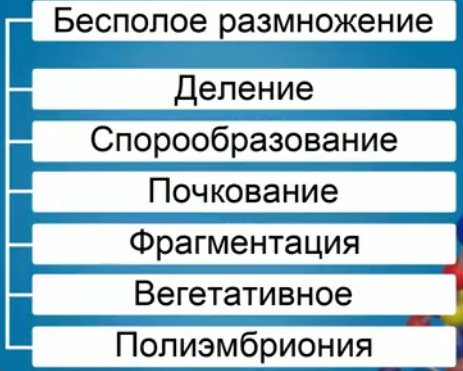 Бесполое размножение
Деление
Спорообразование
Почкование
Фрагментация
Вегетативное
Полиэмбриония